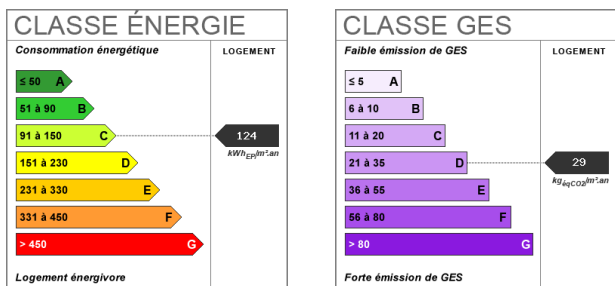 CLASSE ÉNERGIE
Consommation énergétique
LOGEMENT
≤ 50 A
51 à 90 B
91 à 150 C
124
kWhEP/m².an
151 à 230 D
231 à 330 E
331 à 450 F
> 450 G
Logement énergivore
CLASSE GES
Faible émission de GES
LOGEMENT
≤ 5 A
6 à 10 B
11 à 20 C
21 à 35 D
29
kgéqCO2/m².an
36 à 55 E
56 à 80 F
> 80 G
Forte émission de GES